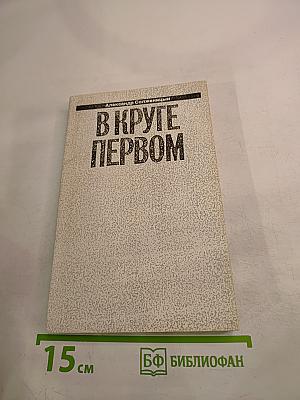 Александр Солженицын
В КРУГЕ
ПЕРВОМ
15 см
БФ БИБЛИОФАН